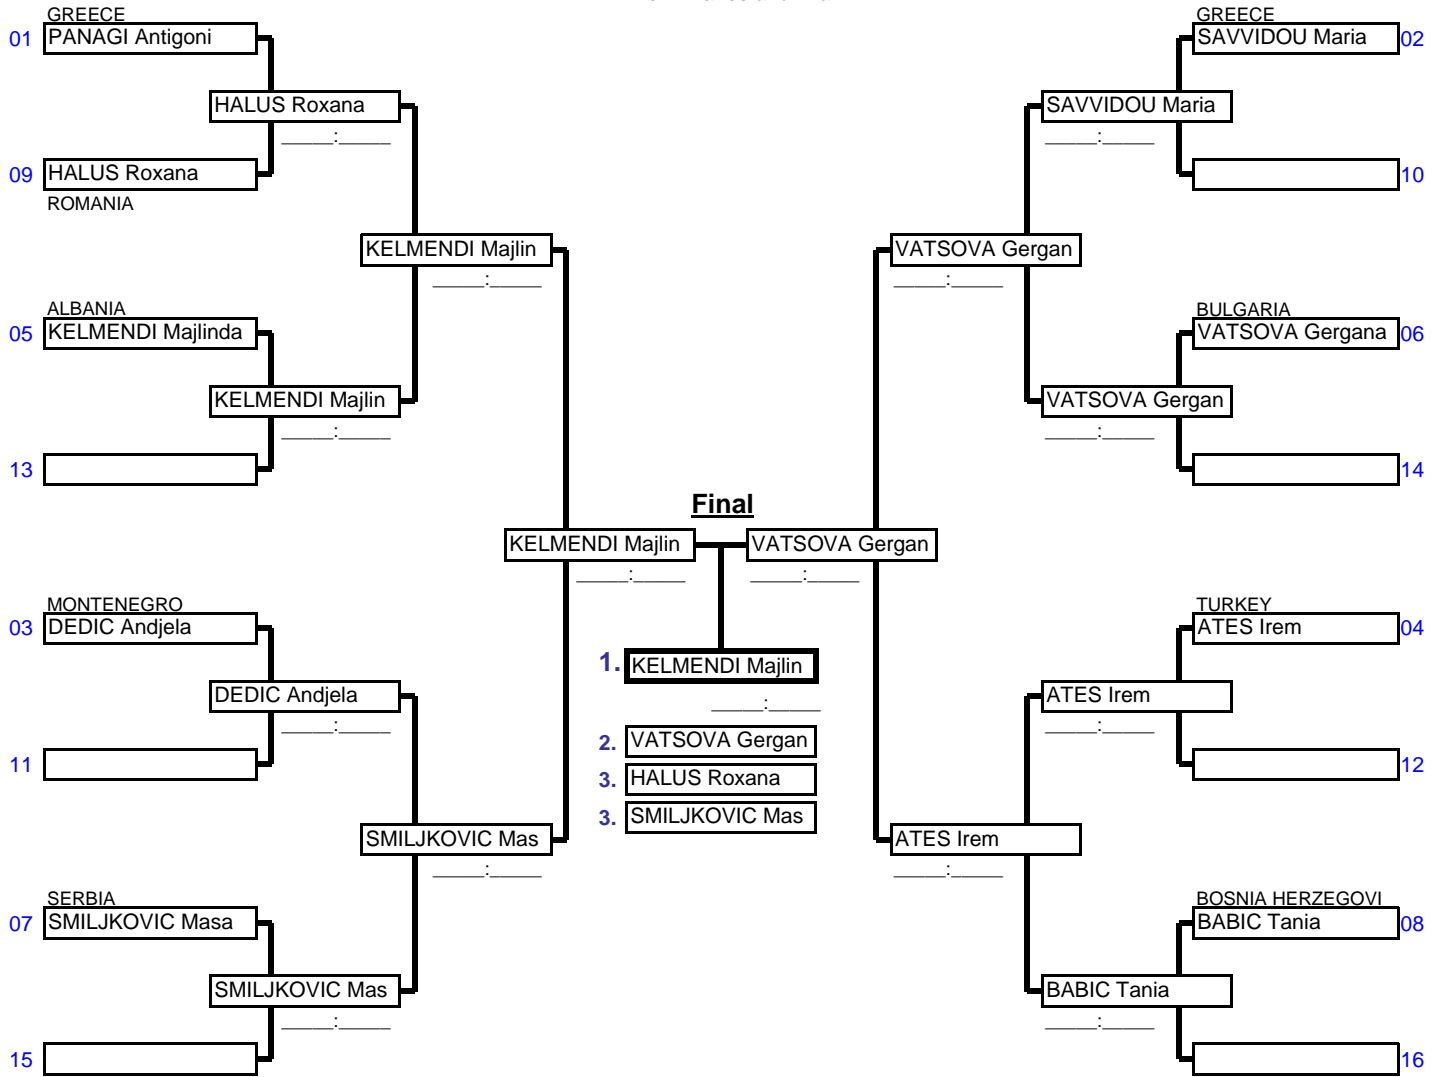 GREECE
01 PANAGI Antigoni
HALUS Roxana
____:____
09 HALUS Roxana
ROMANIA
KELMENDI Majlin
____:____
ALBANIA
05 KELMENDI Majlinda
KELMENDI Majlin
____:____
13
KELMENDI Majlin
____:____
MONTENEGRO
03 DEDIC Andjela
DEDIC Andjela
____:____
11
SMILJKOVIC Mas
____:____
SERBIA
07 SMILJKOVIC Masa
SMILJKOVIC Mas
____:____
15
Final
1. KELMENDI Majlin
____:____
2. VATSOVA Gergan
3. HALUS Roxana
3. SMILJKOVIC Mas
GREECE
SAVVIDOU Maria 02
SAVVIDOU Maria
____:____
10
VATSOVA Gergan
____:____
BULGARIA
VATSOVA Gergana 06
VATSOVA Gergan
____:____
14
VATSOVA Gergan
____:____
TURKEY
ATES Irem 04
ATES Irem
____:____
12
ATES Irem
____:____
BOSNIA HERZEGOVI
BABIC Tania 08
BABIC Tania
____:____
16